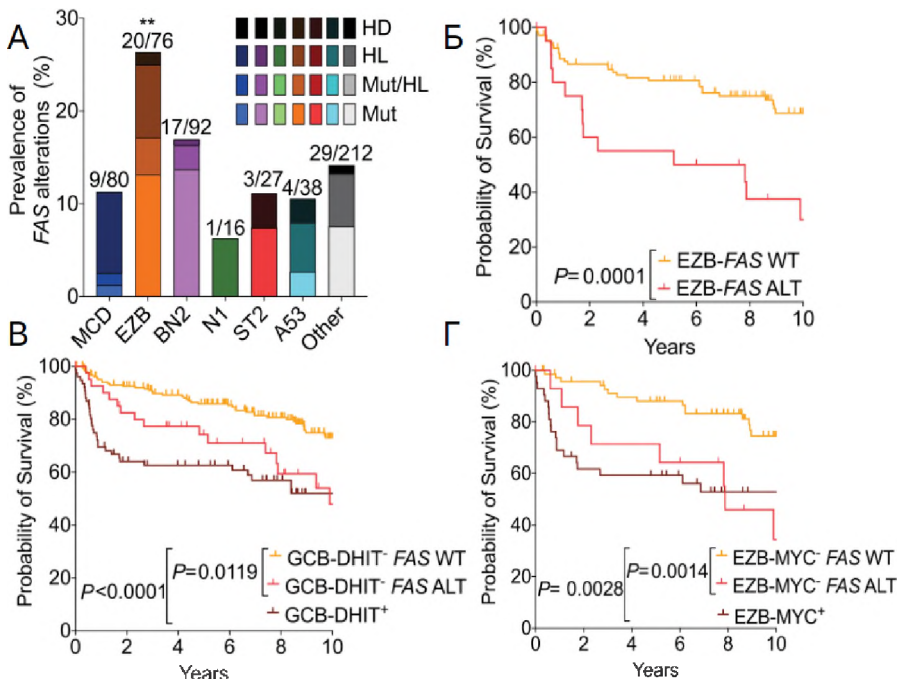 А
Prevalence of
FAS alterations (%)
30
20
10
0
**
20/76
17/92
9/80
1/16
3/27
4/38
29/212
HD
HL
Mut/HL
Mut
MCD
EZB
BN2
N1
ST2
A53
Other
Б
Probability of Survival (%)
100
80
60
40
20
0
P=0.0001
EZB-FAS WT
EZB-FAS ALT
0 2 4 6 8 10
Years
В
Probability of Survival (%)
100
80
60
40
20
0
P<0.0001
P=0.0119
GCB-DHIT- FAS WT
GCB-DHIT- FAS ALT
GCB-DHIT+
0 2 4 6 8 10
Years
Г
Probability of Survival (%)
100
80
60
40
20
0
P= 0.0028
P=0.0014
EZB-MYC- FAS WT
EZB-MYC- FAS ALT
EZB-MYC+
0 2 4 6 8 10
Years